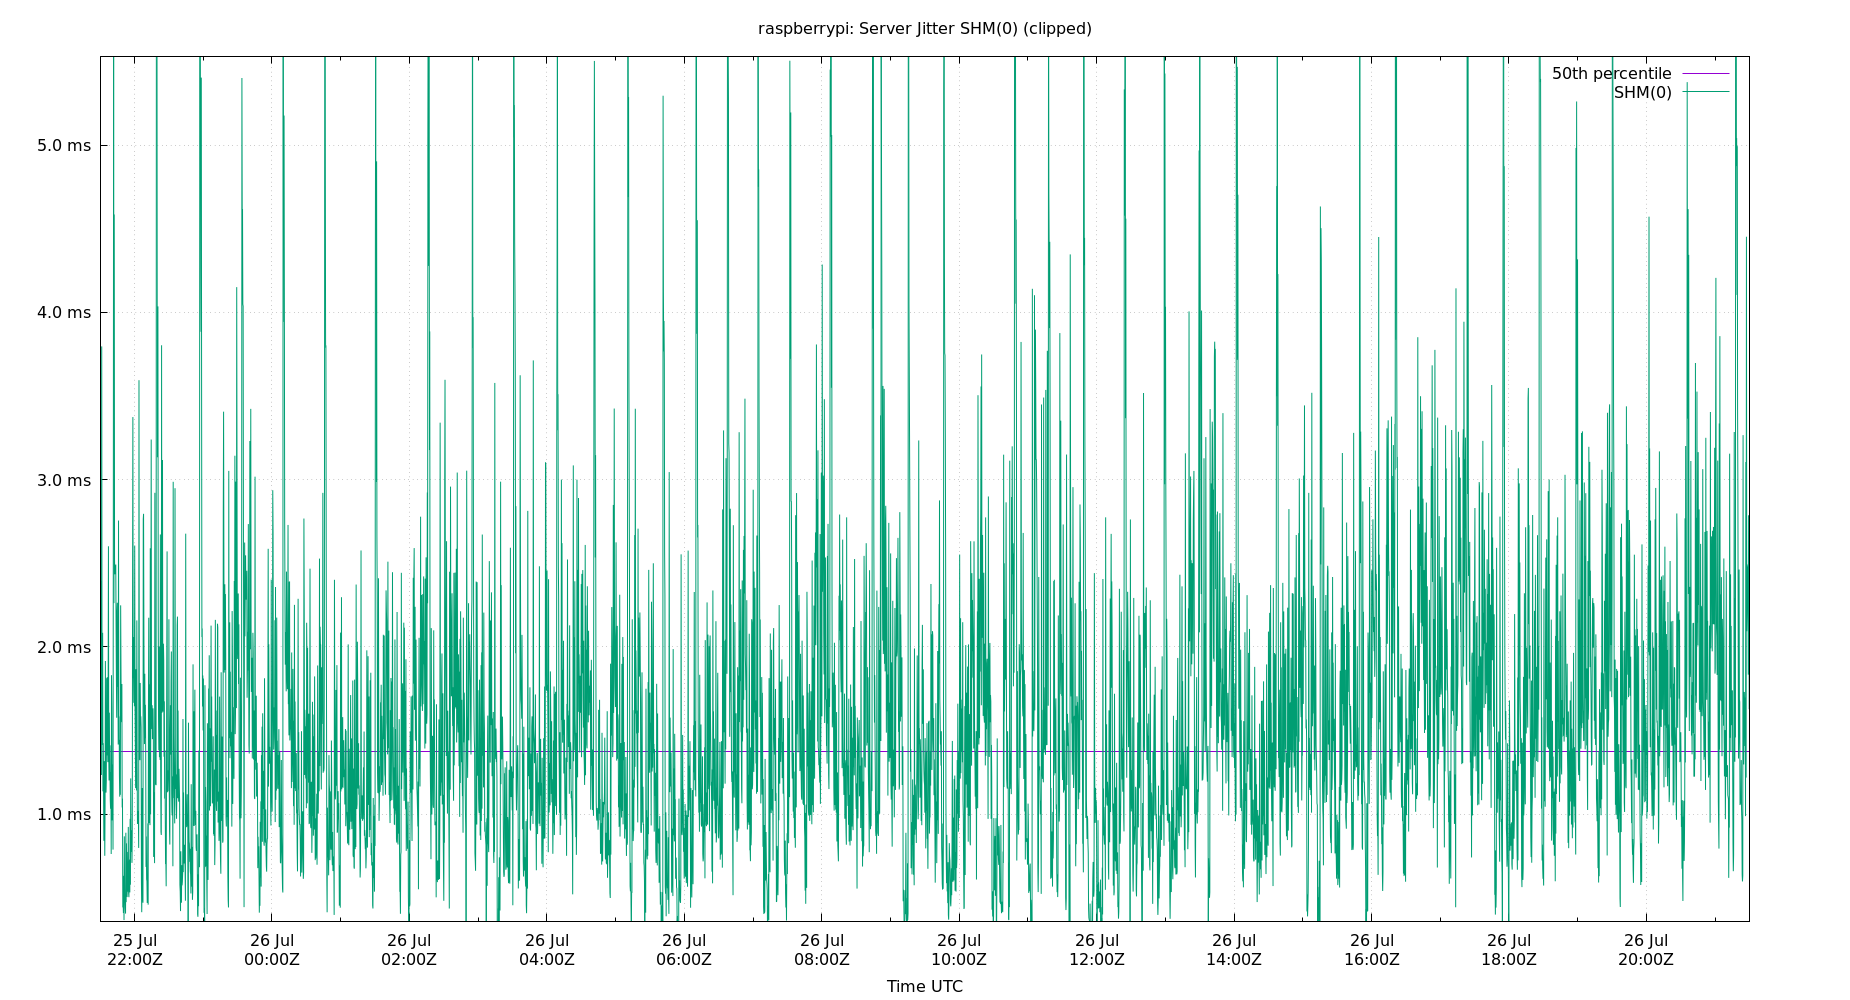 raspberrypi: Server Jitter SHM(0) (clipped)
50th percentile
SHM(0)
5.0 ms
4.0 ms
3.0 ms
2.0 ms
1.0 ms
25 Jul 26 Jul 26 Jul 26 Jul 26 Jul 26 Jul 26 Jul 26 Jul 26 Jul 26 Jul 26 Jul 26 Jul
22:00Z 00:00Z 02:00Z 04:00Z 06:00Z 08:00Z 10:00Z 12:00Z 14:00Z 16:00Z 18:00Z 20:00Z
Time UTC